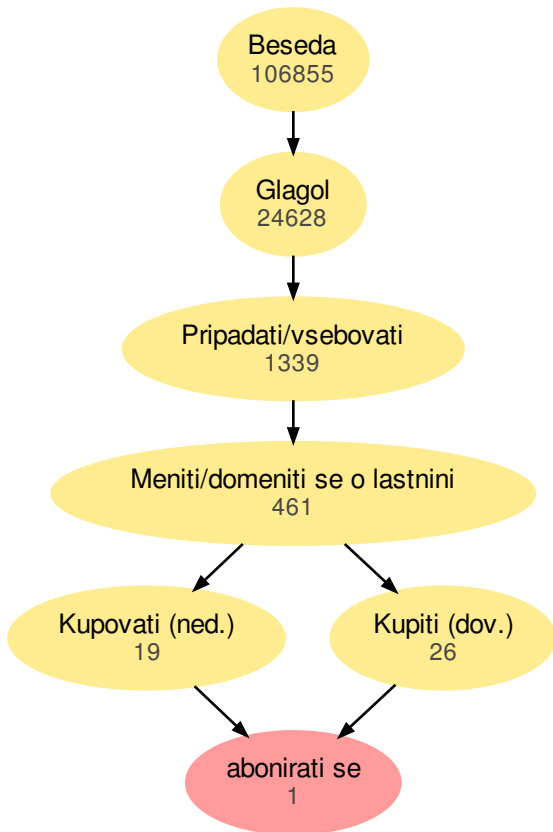 Beseda
106855
Glagol
24628
Pripadati/vsebovati
1339
Meniti/domeniti se o lastnini
461
Kupovati (ned.)
19
Kupiti (dov.)
26
abonirati se
1